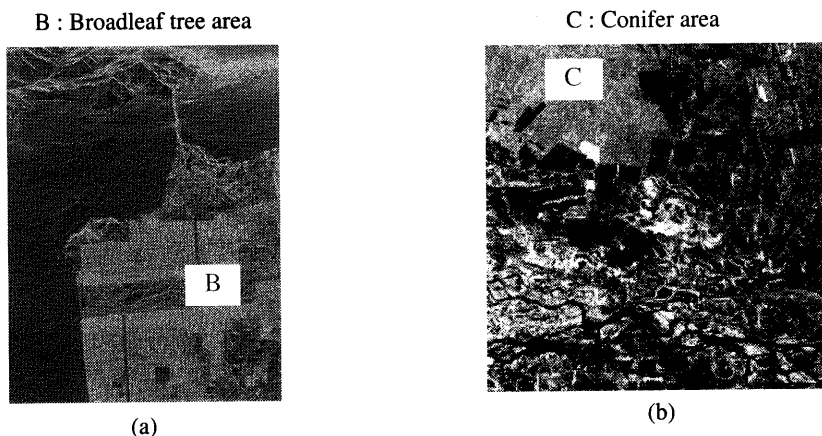 B : Broadleaf tree area
C : Conifer area
B
C
(a)
(b)